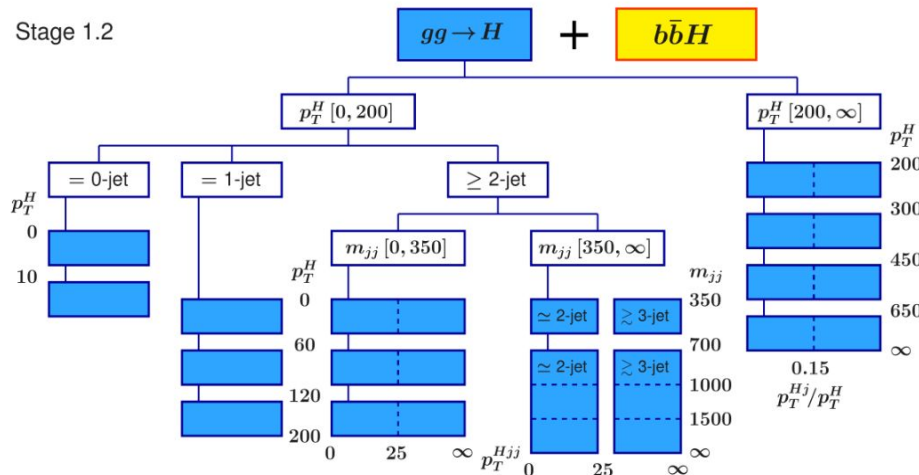 Stage 1.2
gg → H + bb̄H
p_T^H [0, 200]
p_T^H [200, ∞]
= 0-jet
= 1-jet
≥ 2-jet
p_T^H
0
10
m_jj [0, 350]
m_jj [350, ∞]
p_T^H
0
60
120
200
0 25 ∞
m_jj
350
700
1000
1500
∞
≃ 2-jet ≳ 3-jet
≃ 2-jet ≳ 3-jet
p_T^Hjj 0 25 ∞
p_T^H
200
300
450
650
∞
0.15
p_T^Hj/p_T^H